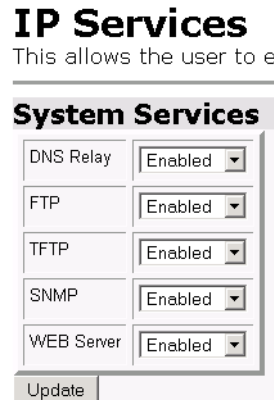 IP Services
This allows the user to e
System Services
DNS Relay Enabled
FTP Enabled
TFTP Enabled
SNMP Enabled
WEB Server Enabled
Update